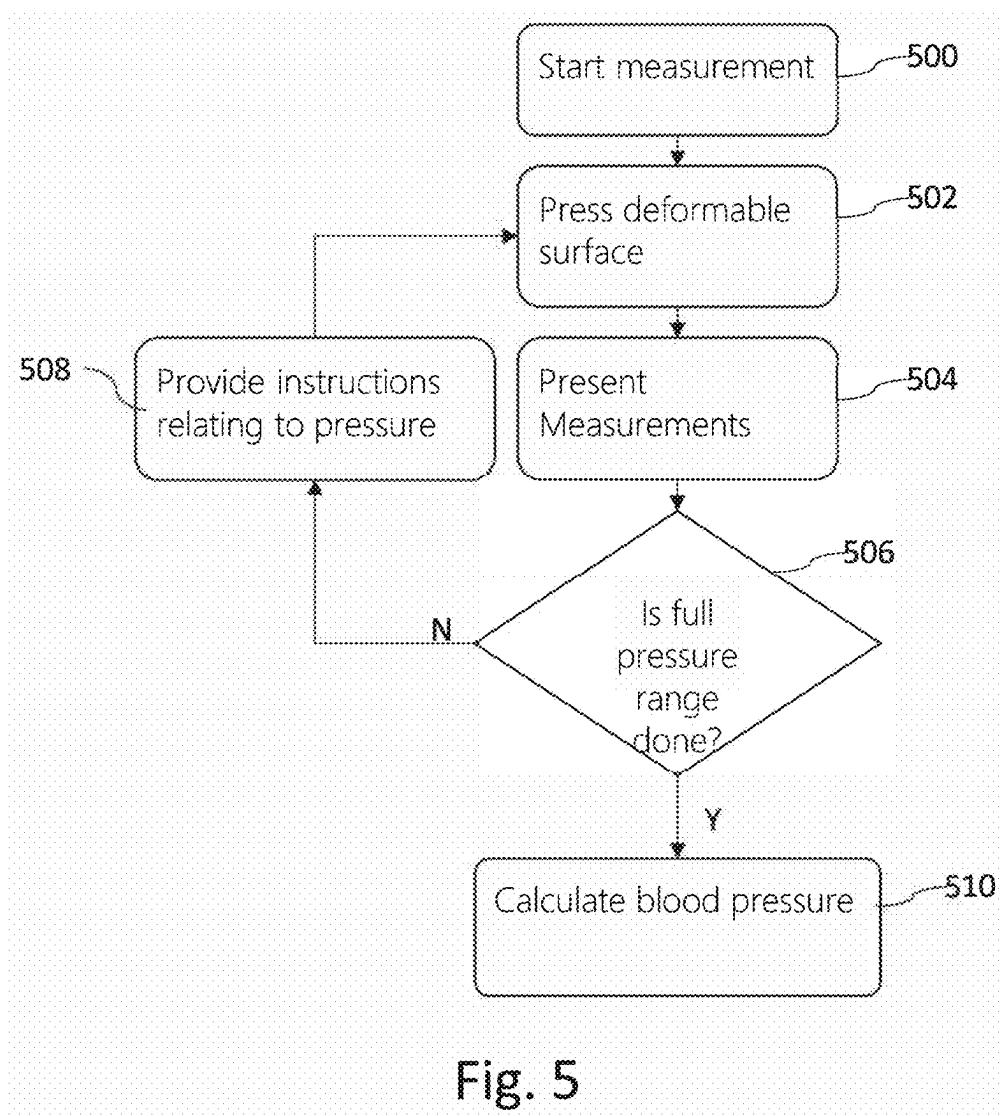 Start measurement
500
Press deformable
surface
502
508
Provide instructions
relating to pressure
Present
Measurements
504
506
N
Is full
pressure
range
done?
Y
Calculate blood pressure
510
Fig. 5